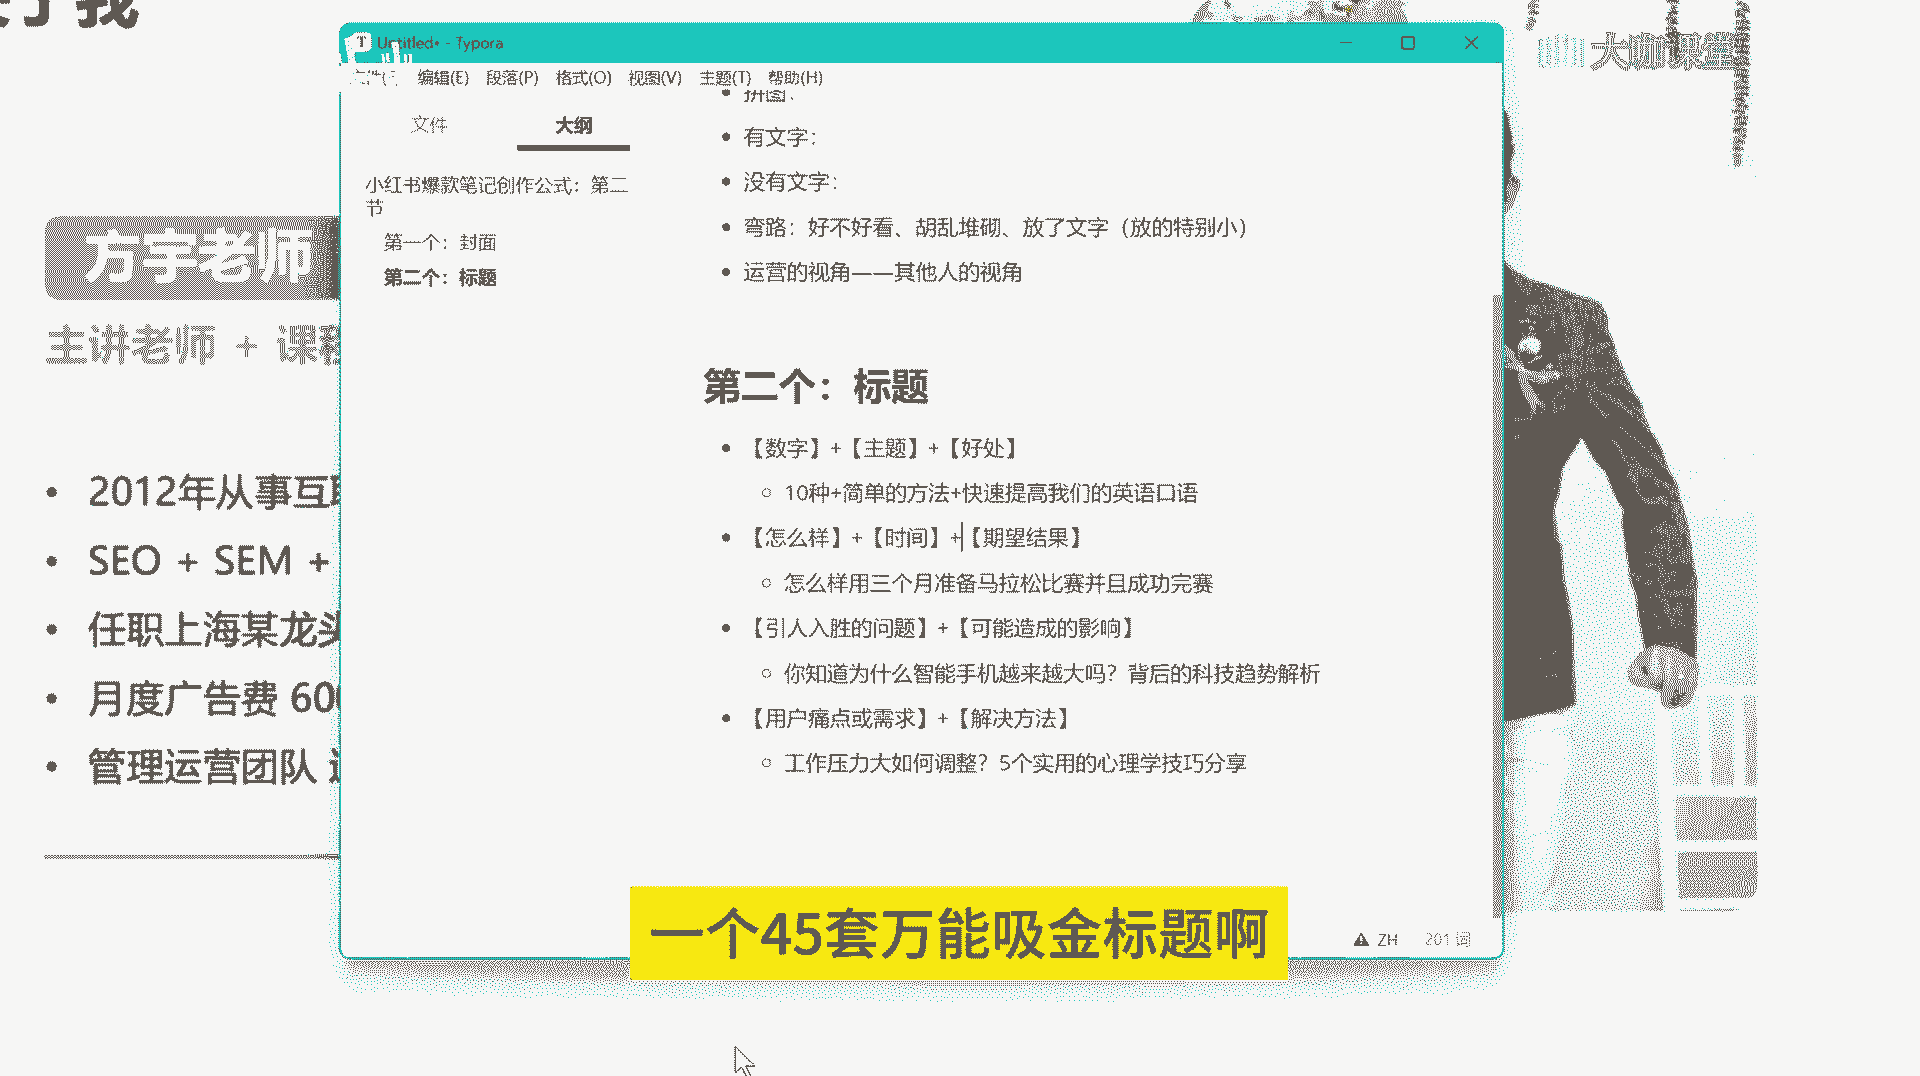 了我
大咖课堂
Untitled• - Typora
编辑(E) 段落(P) 格式(O) 视图(V) 主题(T) 帮助(H)
文件 大纲
小红书爆款笔记创作公式：第二
节
第一个：封面
第二个：标题
拼图：
有文字：
没有文字：
弯路：好不好看、胡乱堆砌、放了文字（放的特别小）
运营的视角——其他人的视角
第二个：标题
【数字】+【主题】+【好处】
10种+简单的方法+快速提高我们的英语口语
【怎么样】+【时间】+【期望结果】
怎么样用三个月准备马拉松比赛并且成功完赛
【引人入胜的问题】+【可能造成的影响】
你知道为什么智能手机越来越大吗？背后的科技趋势解析
【用户痛点或需求】+【解决方法】
工作压力大如何调整？5个实用的心理学技巧分享
ZH 201 词
方宇老师
主讲老师 + 课程
2012年从事互联
SEO + SEM +
任职上海某龙头
月度广告费 600
管理运营团队
一个45套万能吸金标题啊